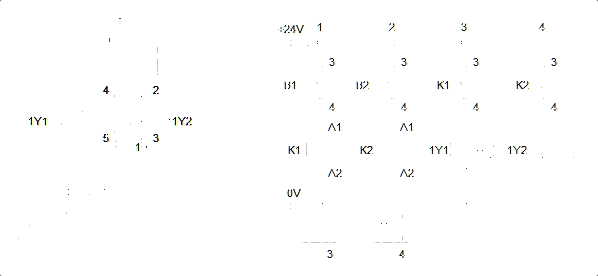 +24V 1 2 3 4
3 3 3 3
4 2 B1 B2 K1 K2
4 4 4 4
1Y1 1Y2 A1 A1
5 3
1 K1 K2 1Y1 1Y2
A2 A2
0V
3 4